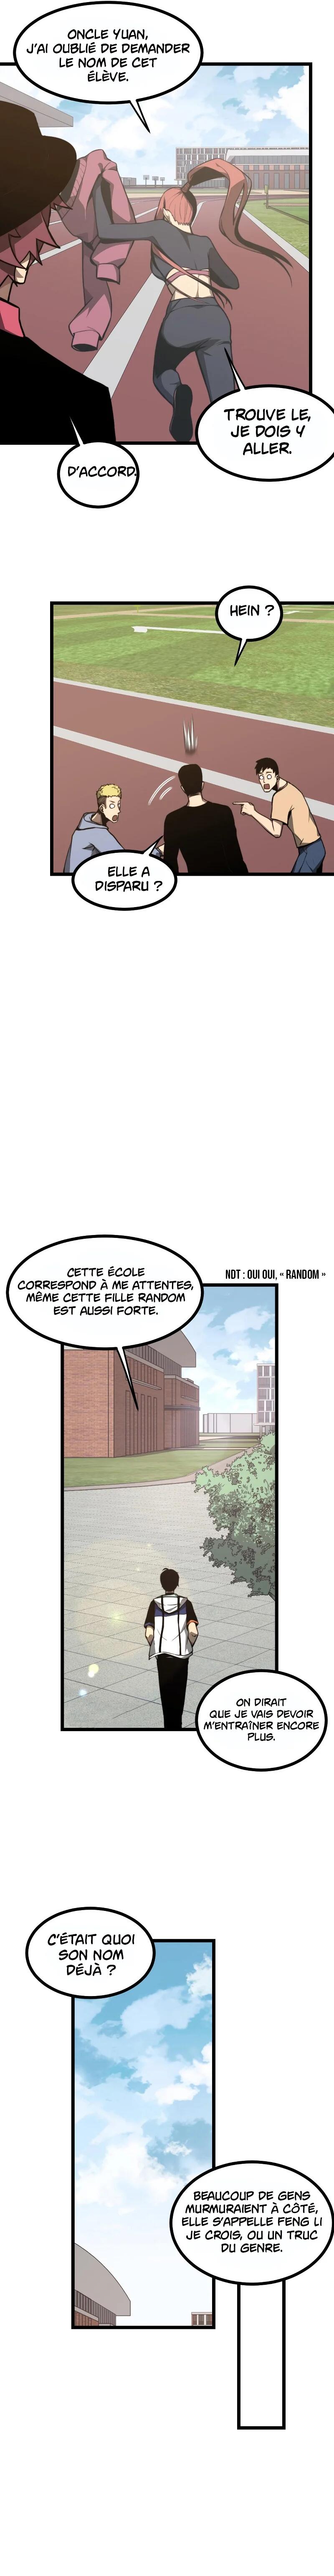 ONCLE YUAN,
J'AI OUBLIÉ DE DEMANDER
LE NOM DE CET
ÉLÈVE.
TROUVE LE,
JE DOIS Y
ALLER.
D'ACCORD.
HEIN ?
ELLE A
DISPARU ?
CETTE ÉCOLE
CORRESPOND À ME ATTENTES,
MÊME CETTE FILLE RANDOM
EST AUSSI FORTE.
NDT : OUI OUI, « RANDOM »
ON DIRAIT
QUE JE VAIS DEVOIR
M'ENTRAÎNER ENCORE
PLUS.
C'ÉTAIT QUOI
SON NOM
DÉJÀ ?
BEAUCOUP DE GENS
MURMURAIENT À CÔTÉ,
ELLE S'APPELLE FENG LI
JE CROIS, OU UN TRUC
DU GENRE.